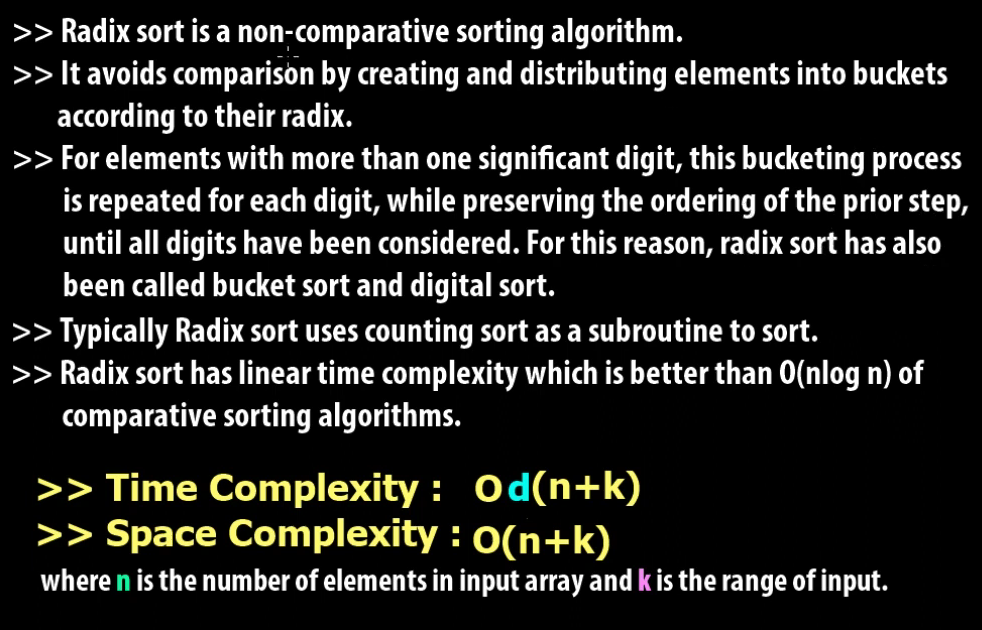 >> Radix sort is a non-comparative sorting algorithm.
>> It avoids comparison by creating and distributing elements into buckets
according to their radix.
>> For elements with more than one significant digit, this bucketing process
is repeated for each digit, while preserving the ordering of the prior step,
until all digits have been considered. For this reason, radix sort has also
been called bucket sort and digital sort.
>> Typically Radix sort uses counting sort as a subroutine to sort.
>> Radix sort has linear time complexity which is better than O(nlog n) of
comparative sorting algorithms.
>> Time Complexity : O d(n+k)
>> Space Complexity : O(n+k)
where n is the number of elements in input array and k is the range of input.